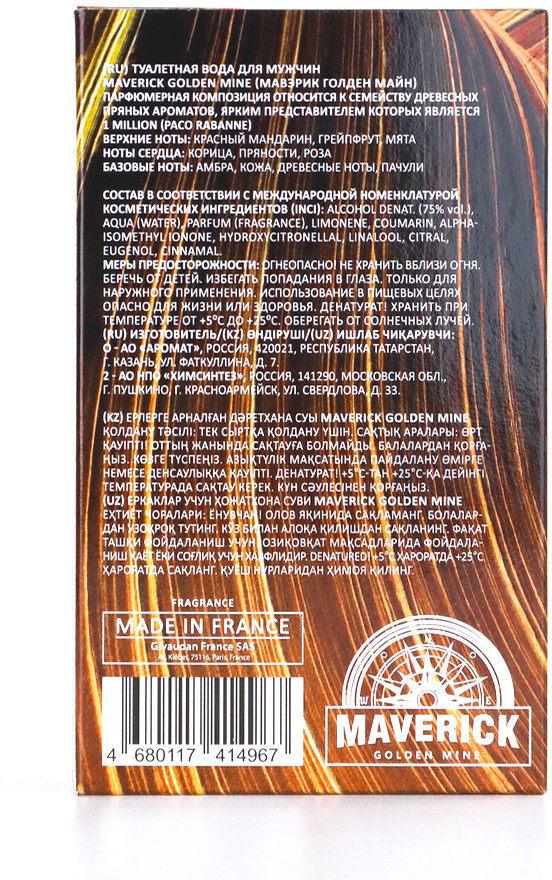 (RU) ТУАЛЕТНАЯ ВОДА ДЛЯ МУЖЧИН
MAVERICK GOLDEN MINE (МАВЭРИК ГОЛДЕН МАЙН)
ПАРФЮМЕРНАЯ КОМПОЗИЦИЯ ОТНОСИТСЯ К СЕМЕЙСТВУ ДРЕВЕСНЫХ
ПРЯНЫХ АРОМАТОВ, ЯРКИМ ПРЕДСТАВИТЕЛЕМ КОТОРЫХ ЯВЛЯЕТСЯ
1 MILLION (PACO RABANNE)
ВЕРХНИЕ НОТЫ: КРАСНЫЙ МАНДАРИН, ГРЕЙПФРУТ, МЯТА
НОТЫ СЕРДЦА: КОРИЦА, ПРЯНОСТИ, РОЗА
БАЗОВЫЕ НОТЫ: АМБРА, КОЖА, ДРЕВЕСНЫЕ НОТЫ, ПАЧУЛИ
СОСТАВ В СООТВЕТСТВИИ С МЕЖДУНАРОДНОЙ НОМЕНКЛАТУРОЙ
КОСМЕТИЧЕСКИХ ИНГРЕДИЕНТОВ (INCI): ALCOHOL DENAT. (75% vol.),
AQUA (WATER), PARFUM (FRAGRANCE), LIMONENE, COUMARIN, ALPHA-
ISOMETHYL IONONE, HYDROXYCITRONELLAL, LINALOOL, CITRAL,
EUGENOL, CINNAMAL.
МЕРЫ ПРЕДОСТОРОЖНОСТИ: ОГНЕОПАСНО! НЕ ХРАНИТЬ ВБЛИЗИ ОГНЯ.
БЕРЕЧЬ ОТ ДЕТЕЙ. ИЗБЕГАТЬ ПОПАДАНИЯ В ГЛАЗА. ТОЛЬКО ДЛЯ
НАРУЖНОГО ПРИМЕНЕНИЯ. ИСПОЛЬЗОВАНИЕ В ПИЩЕВЫХ ЦЕЛЯХ
ОПАСНО ДЛЯ ЖИЗНИ ИЛИ ЗДОРОВЬЯ. ДЕНАТУРАТ! ХРАНИТЬ ПРИ
ТЕМПЕРАТУРЕ ОТ +5°С ДО +25°С. ОБЕРЕГАТЬ ОТ СОЛНЕЧНЫХ ЛУЧЕЙ.
(RU) ИЗГОТОВИТЕЛЬ/(KZ) ӨНДІРУШІ/(UZ) ИШЛАБ ЧИҚАРУВЧИ:
О - АО «АРОМАТ», РОССИЯ, 420021, РЕСПУБЛИКА ТАТАРСТАН,
Г. КАЗАНЬ, УЛ. ФАТКУЛЛИНА, Д. 7.
2 - АО НПО «ХИМСИНТЕЗ», РОССИЯ, 141290, МОСКОВСКАЯ ОБЛ.,
Г. ПУШКИНО, Г. КРАСНОАРМЕЙСК, УЛ. СВЕРДЛОВА, Д. 33.
(KZ) ЕРЛЕРГЕ АРНАЛҒАН ДӘРЕТХАНА СУЫ MAVERICK GOLDEN MINE
ҚОЛДАНУ ТӘСІЛІ: ТЕК СЫРТҚА ҚОЛДАНУ ҮШІН. САҚТЫҚ АРАЛАРЫ: ӨРТ
ҚАУІПТІ! ОТТЫҢ ЖАНЫНДА САҚТАУҒА БОЛМАЙДЫ. БАЛАЛАРДАН ҚОРҒА-
ҢЫЗ. КӨЗГЕ ТҮСПЕҢІЗ. АЗЫҚТҮЛІК МАҚСАТЫНДА ПАЙДАЛАНУ ӨМІРГЕ
НЕМЕСЕ ДЕНСАУЛЫҚҚА ҚАУІПТІ. ДЕНАТУРАТ! +5°С-ТАН +25°С-ҚА ДЕЙІНГІ
ТЕМПЕРАТУРАДА САҚТАУ КЕРЕК. КҮН СӘУЛЕСІНЕН ҚОРҒАҢЫЗ.
(UZ) ЕРКАКЛАР УЧУН ҲОЖАТХОНА СУВИ MAVERICK GOLDEN MINE
ЕҲТИЁТ ЧОРАЛАРИ: ЁНУВЧАН! ОЛОВ ЯҚИНИДА САҚЛАМАНГ. БОЛАЛАР-
ДАН УЗОҚРОҚ ТУТИНГ. КЎЗ БИЛАН АЛОҚА ҚИЛИШДАН САҚЛАНИНГ. ФАҚАТ
ТАШҚИ ФОЙДАЛАНИШ УЧУН ОЗИҚОВҚАТ МАҚСАДЛАРИДА ФОЙДАЛА-
НИШ ҲАЁТ ЁКИ СОҒЛИҚ УЧУН ХАВФЛИДИР. DENATURED! +5°С ҲАРОРАТДА +25°С
ҲАРОРАТДА САҚЛАНГ. ҚУЁШ НУРЛАРИДАН ҲИМОЯ ҚИЛИНГ.
FRAGRANCE
MADE IN FRANCE
Givaudan France SAS
Av. Kleber, 75116, Paris, France
N
W E
MAVERICK
GOLDEN MINE
4 680117 414967